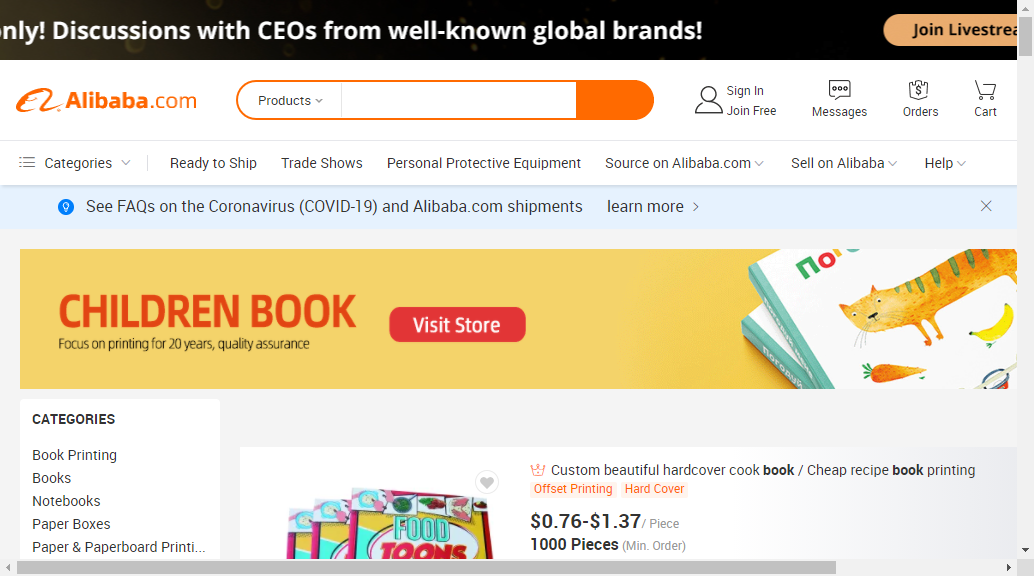 only! Discussions with CEOs from well-known global brands!
Join Livestrea
Alibaba.com
Products
Sign In
Join Free
Messages
Orders
Cart
Categories
Ready to Ship
Trade Shows
Personal Protective Equipment
Source on Alibaba.com
Sell on Alibaba
Help
See FAQs on the Coronavirus (COVID-19) and Alibaba.com shipments
learn more
CHILDREN BOOK
Focus on printing for 20 years, quality assurance
Visit Store
CATEGORIES
Book Printing
Books
Notebooks
Paper Boxes
Paper & Paperboard Printi...
Custom beautiful hardcover cook book / Cheap recipe book printing
Offset Printing
Hard Cover
$0.76-$1.37/ Piece
1000 Pieces (Min. Order)
FOOD
TOONS